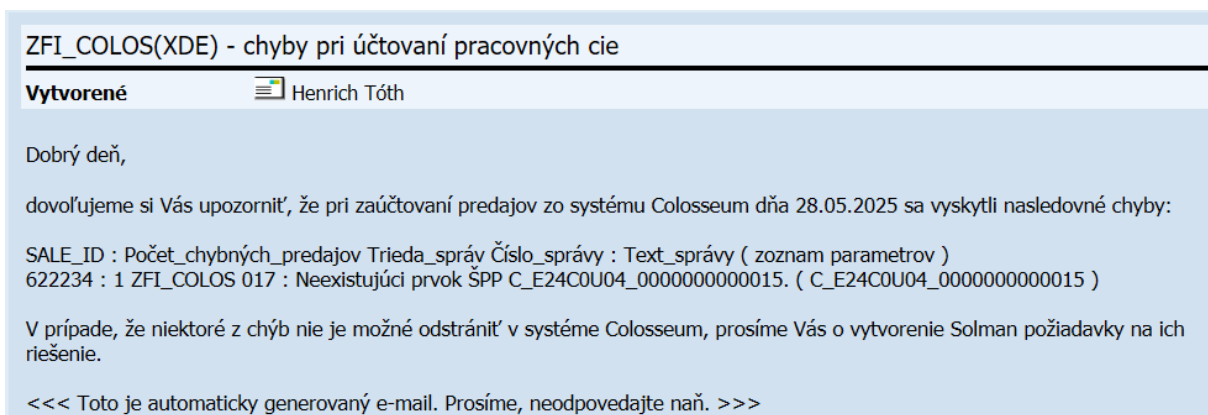 ZFI_COLOS(XDE) - chyby pri účtovaní pracovných cie
Vytvorené Henrich Tóth
Dobrý deň,
dovoľujeme si Vás upozorniť, že pri zaúčtovaní predajov zo systému Colosseum dňa 28.05.2025 sa vyskytli nasledovné chyby:
SALE_ID : Počet_chybných_predajov Trieda_správ Číslo_správy : Text_správy ( zoznam parametrov )
622234 : 1 ZFI_COLOS 017 : Neexistujúci prvok ŠPP C_E24C0U04_0000000000015. ( C_E24C0U04_0000000000015 )
V prípade, že niektoré z chýb nie je možné odstrániť v systéme Colosseum, prosíme Vás o vytvorenie Solman požiadavky na ich
riešenie.
<<< Toto je automaticky generovaný e-mail. Prosíme, neodpovedajte naň. >>>